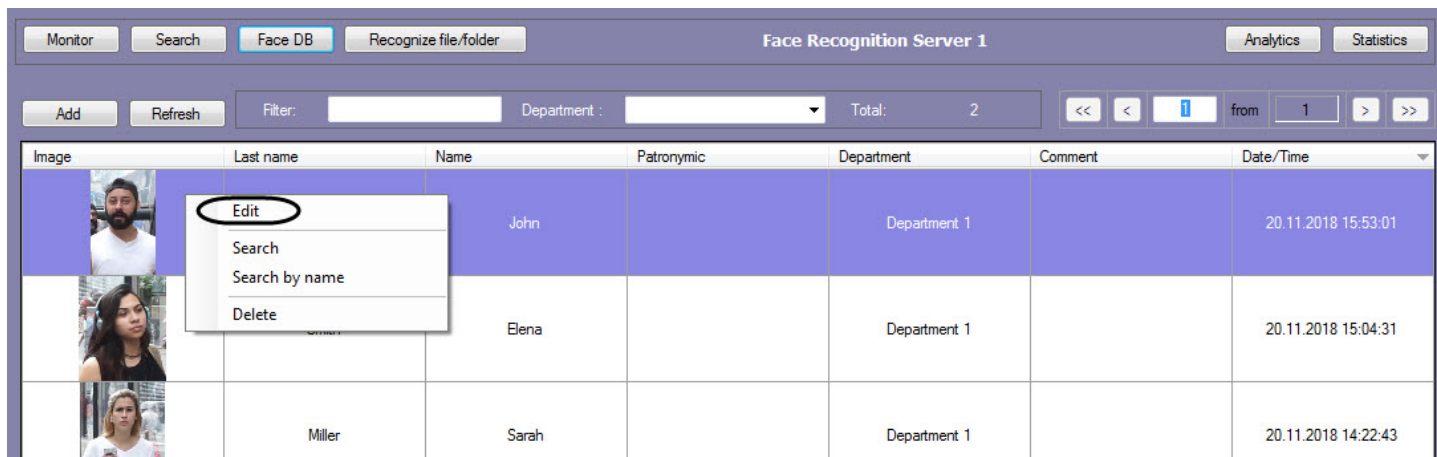 Monitor Search Face DB Recognize file/folder Face Recognition Server 1 Analytics Statistics
Add Refresh Filter: Department : Total: 2 << < 1 from 1 > >>
Image Last name Name Patronymic Department Comment Date/Time
John Department 1 20.11.2018 15:53:01
Edit
Search
Search by name
Delete
Elena Department 1 20.11.2018 15:04:31
Miller Sarah Department 1 20.11.2018 14:22:43